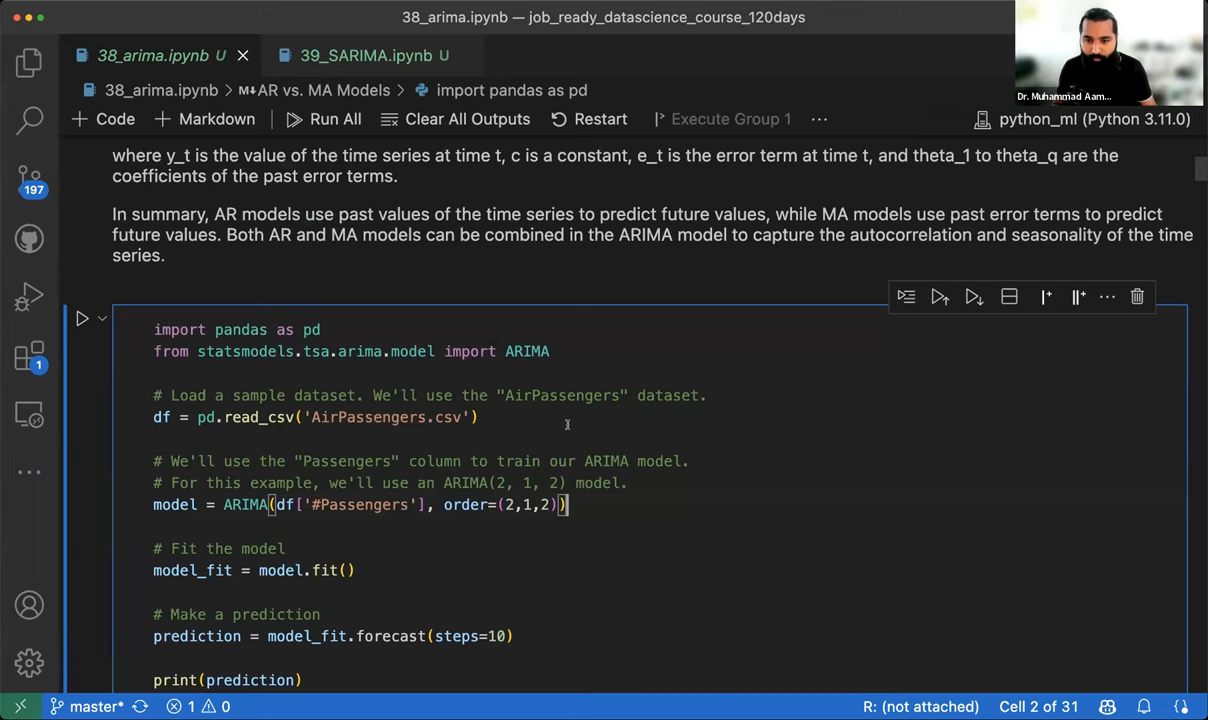 38_arima.ipynb — job_ready_datascience_course_120days
38_arima.ipynb U
39_SARIMA.ipynb U
38_arima.ipynb > M↓AR vs. MA Models > import pandas as pd
+ Code + Markdown Run All Clear All Outputs Restart Execute Group 1 ... python_ml (Python 3.11.0)
Dr. Muhammad Aam...
where y_t is the value of the time series at time t, c is a constant, e_t is the error term at time t, and theta_1 to theta_q are the
coefficients of the past error terms.
In summary, AR models use past values of the time series to predict future values, while MA models use past error terms to predict
future values. Both AR and MA models can be combined in the ARIMA model to capture the autocorrelation and seasonality of the time
series.
import pandas as pd
from statsmodels.tsa.arima.model import ARIMA
# Load a sample dataset. We'll use the "AirPassengers" dataset.
df = pd.read_csv('AirPassengers.csv')
# We'll use the "Passengers" column to train our ARIMA model.
# For this example, we'll use an ARIMA(2, 1, 2) model.
model = ARIMA(df['#Passengers'], order=(2,1,2))
# Fit the model
model_fit = model.fit()
# Make a prediction
prediction = model_fit.forecast(steps=10)
print(prediction)
197
1
master* 1 0 R: (not attached) Cell 2 of 31